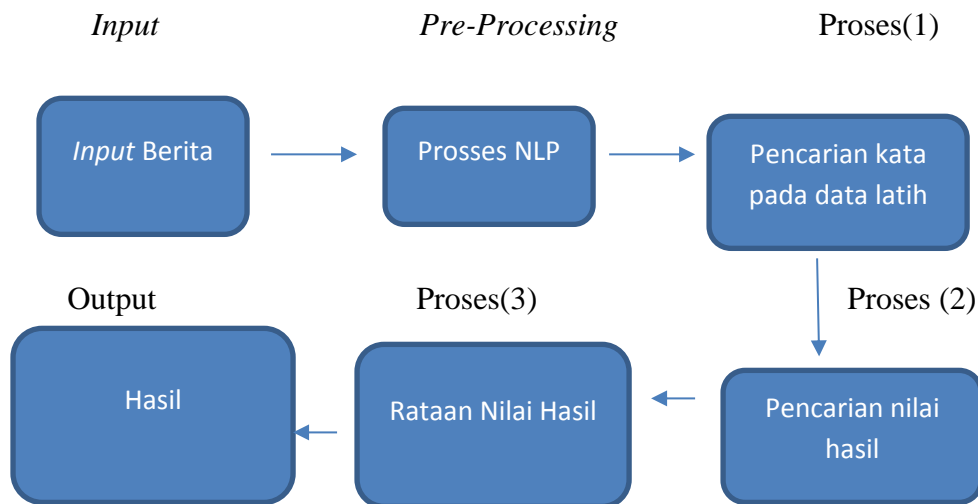 Input
Pre-Processing
Proses(1)
Input Berita
Prosses NLP
Pencarian kata
pada data latih
Output
Proses(3)
Proses (2)
Hasil
Rataan Nilai Hasil
Pencarian nilai
hasil